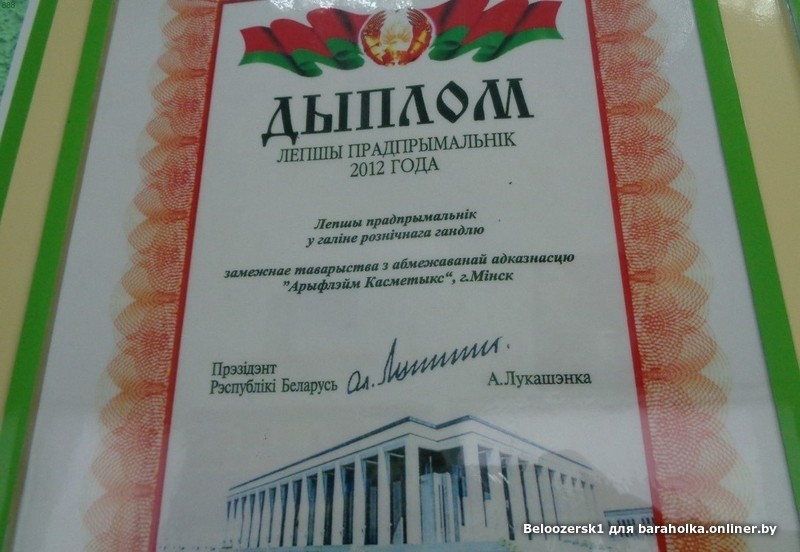 888
ДЫПЛОМ
ЛЕПШЫ ПРАДПРЫМАЛЬНІК
2012 ГОДА
Лепшы прадпрымальнік
у галіне рознічнага гандлю
замежнае таварыства з абмежаванай адказнасцю
"Арыфлэйм Касметыкс“, г.Мінск
Прэзідэнт
Рэспублікі Беларусь
А.Лукашэнка
Beloozersk1 для baraholka.onliner.by